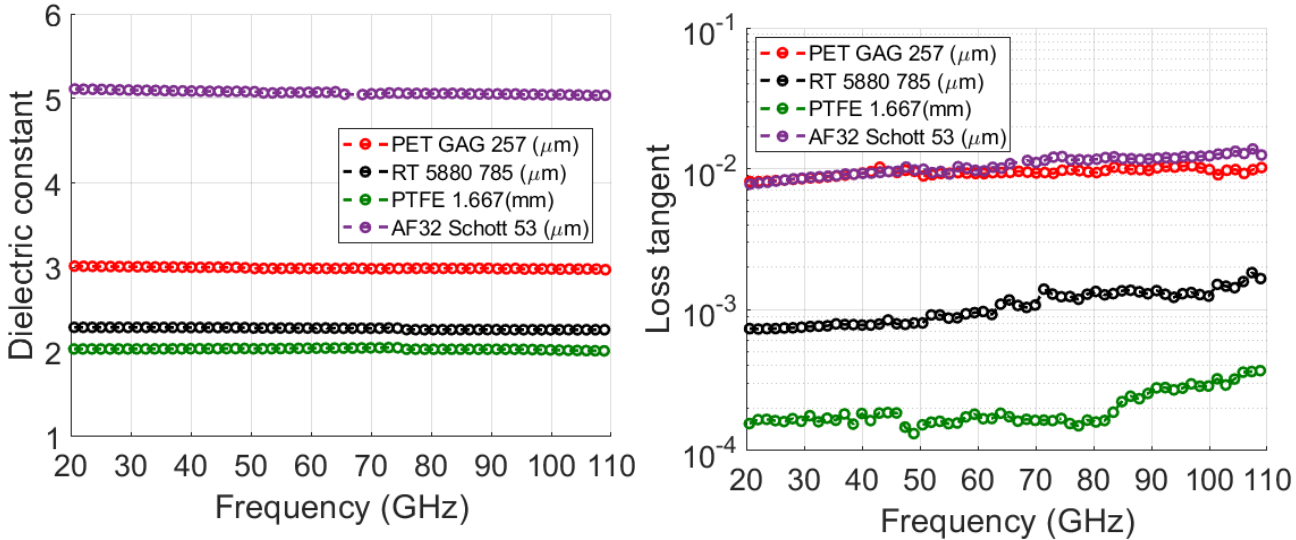 6
5
4
3
2
1
Dielectric constant
PET GAG 257 (μm)
RT 5880 785 (μm)
PTFE 1.667(mm)
AF32 Schott 53 (μm)
20 30 40 50 60 70 80 90 100 110
Frequency (GHz)
10-1
10-2
10-3
10-4
Loss tangent
PET GAG 257 (μm)
RT 5880 785 (μm)
PTFE 1.667(mm)
AF32 Schott 53 (μm)
20 30 40 50 60 70 80 90 100 110
Frequency (GHz)